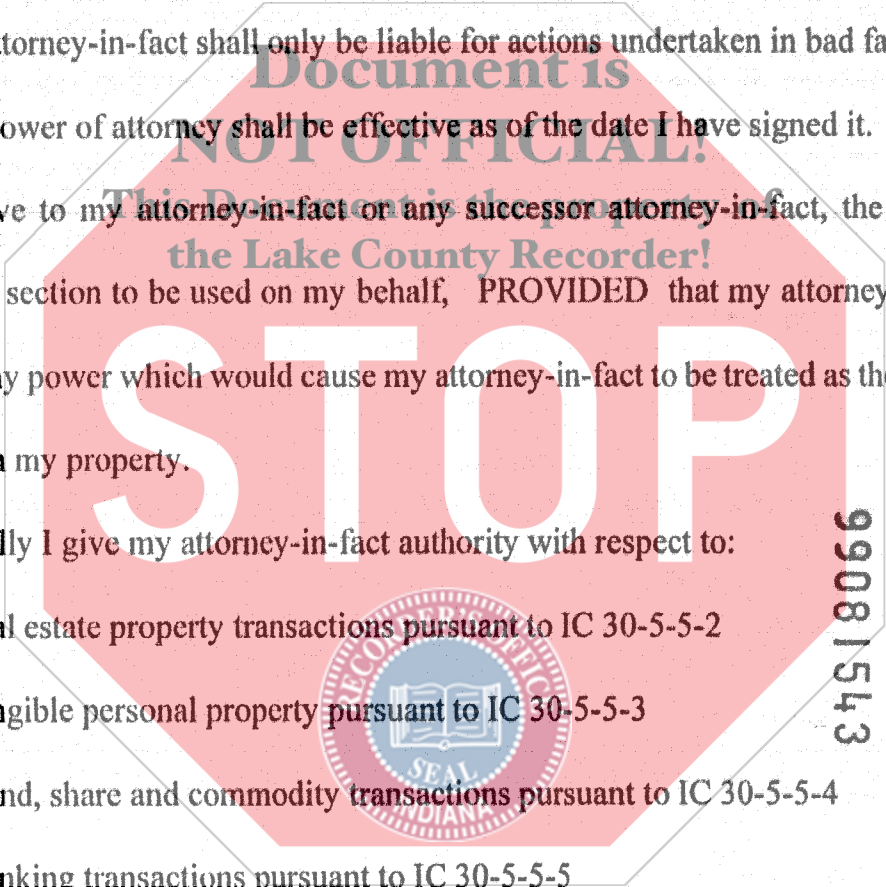 torney-in-fact shall only be liable for actions undertaken in bad fa
Document is
ower of attorney shall be effective as of the date I have signed it.
NOT OFFICIAL!
ve to my attorney-in-fact or any successor attorney-in-fact, the
This Document is the property of
the Lake County Recorder!
section to be used on my behalf, PROVIDED that my attorney
y power which would cause my attorney-in-fact to be treated as the
STOP
my property.
lly I give my attorney-in-fact authority with respect to:
99081543
l estate property transactions pursuant to IC 30-5-5-2
RECORDER'S OFFIC
gible personal property pursuant to IC 30-5-5-3
SEAL
nd, share and commodity transactions pursuant to IC 30-5-5-4
INDIANA
nking transactions pursuant to IC 30-5-5-5